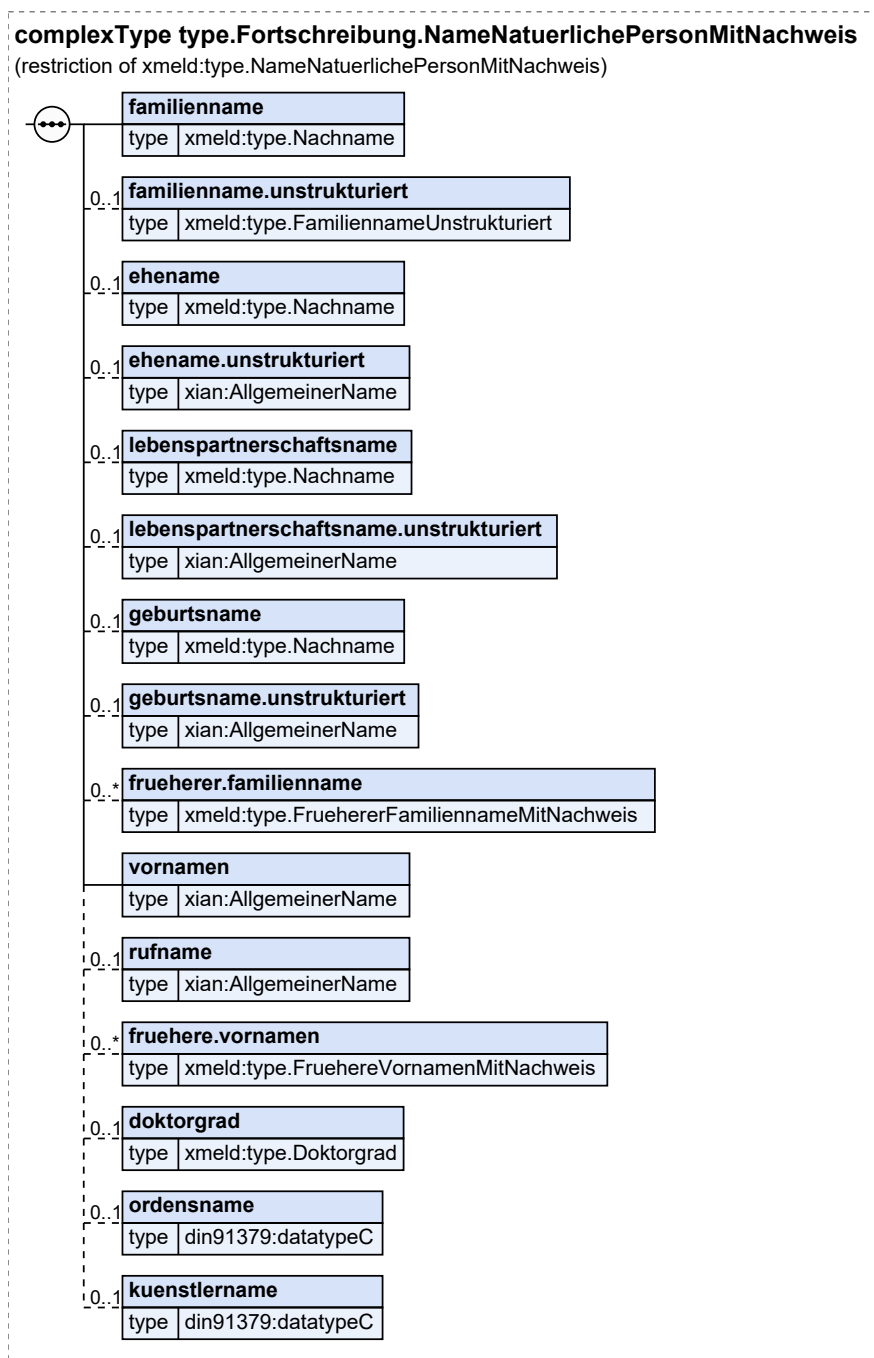 complexType type.Fortschreibung.NameNatuerlichePersonMitNachweis
(restriction of xmeld:type.NameNatuerlichePersonMitNachweis)
familienname
type xmeld:type.Nachname
0..1 familienname.unstrukturiert
type xmeld:type.FamiliennameUnstrukturiert
0..1 ehename
type xmeld:type.Nachname
0..1 ehename.unstrukturiert
type xian:AllgemeinerName
0..1 lebenspartnerschaftsname
type xmeld:type.Nachname
0..1 lebenspartnerschaftsname.unstrukturiert
type xian:AllgemeinerName
0..1 geburtsname
type xmeld:type.Nachname
0..1 geburtsname.unstrukturiert
type xian:AllgemeinerName
0..* frueherer.familienname
type xmeld:type.FruehererFamiliennameMitNachweis
vornamen
type xian:AllgemeinerName
0..1 rufname
type xian:AllgemeinerName
0..* fruehere.vornamen
type xmeld:type.FruehereVornamenMitNachweis
0..1 doktorgrad
type xmeld:type.Doktorgrad
0..1 ordensname
type din91379:datatypeC
0..1 kuenstlername
type din91379:datatypeC